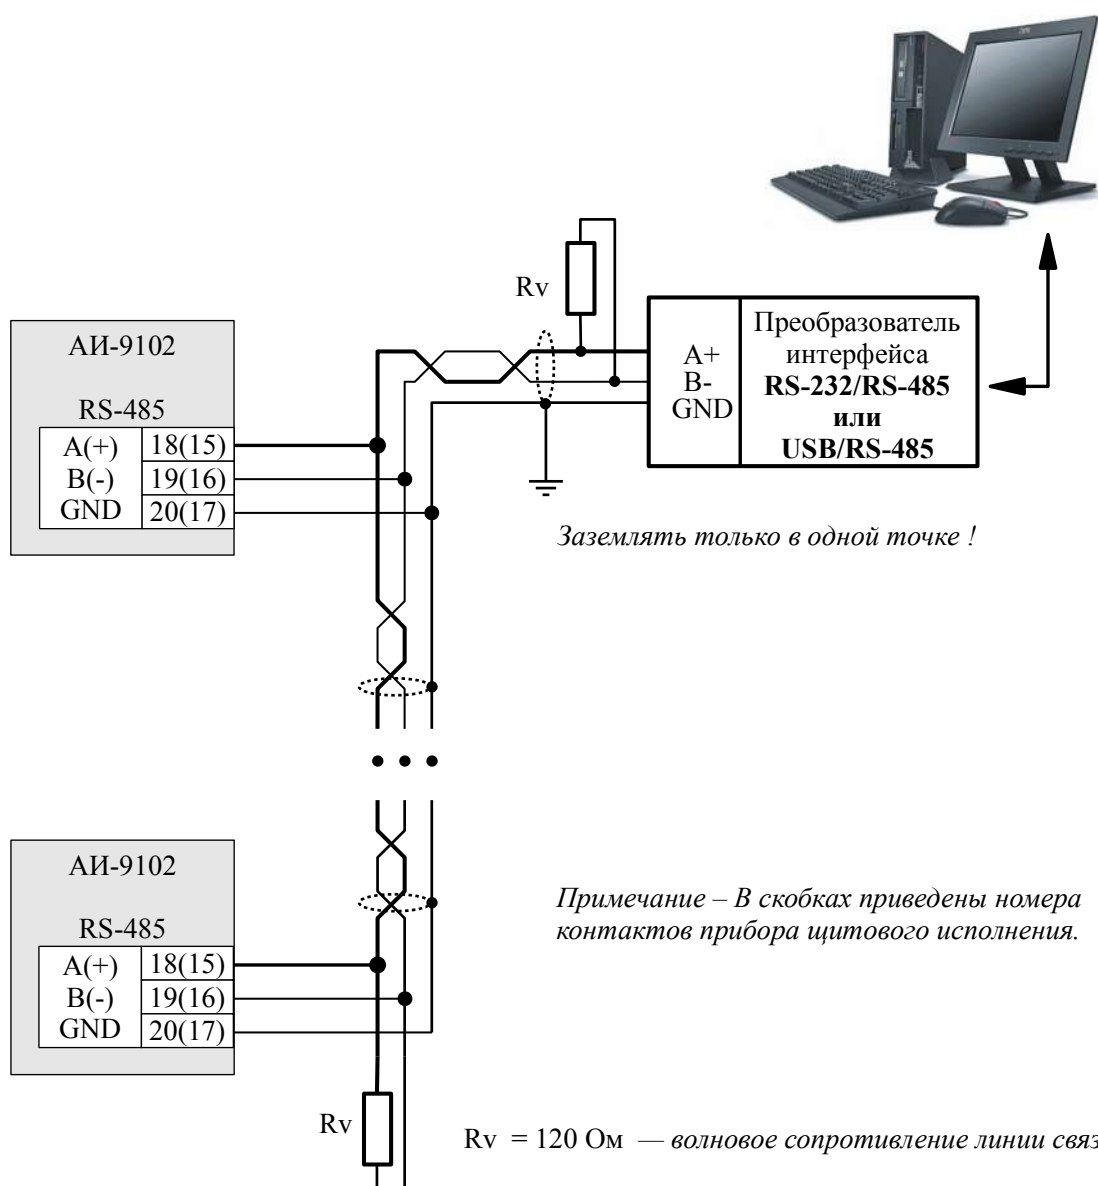 Rv
A+
B-
GND
Преобразователь
интерфейса
RS-232/RS-485
или
USB/RS-485
АИ-9102
RS-485
A(+) 18(15)
B(-) 19(16)
GND 20(17)
Заземлять только в одной точке !
АИ-9102
RS-485
A(+) 18(15)
B(-) 19(16)
GND 20(17)
Примечание – В скобках приведены номера
контактов прибора щитового исполнения.
Rv
Rv = 120 Ом — волновое сопротивление линии связ